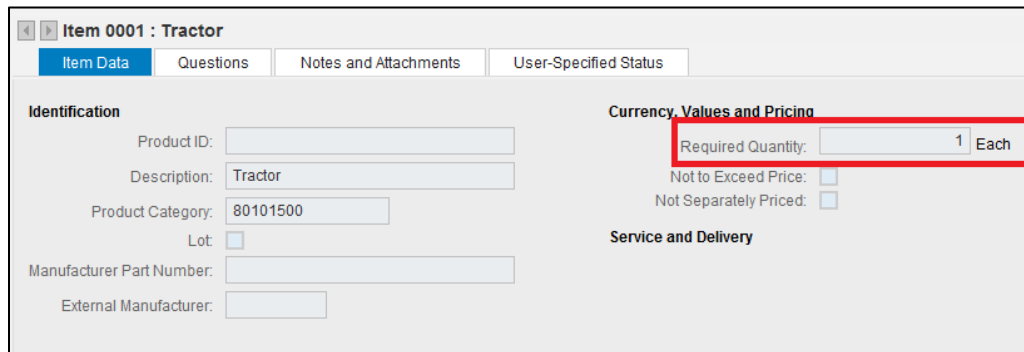 Item 0001 : Tractor
Item Data Questions Notes and Attachments User-Specified Status
Identification
Product ID:
Description: Tractor
Product Category: 80101500
Lot:
Manufacturer Part Number:
External Manufacturer:
Currency, Values and Pricing
Required Quantity: 1 Each
Not to Exceed Price:
Not Separately Priced:
Service and Delivery